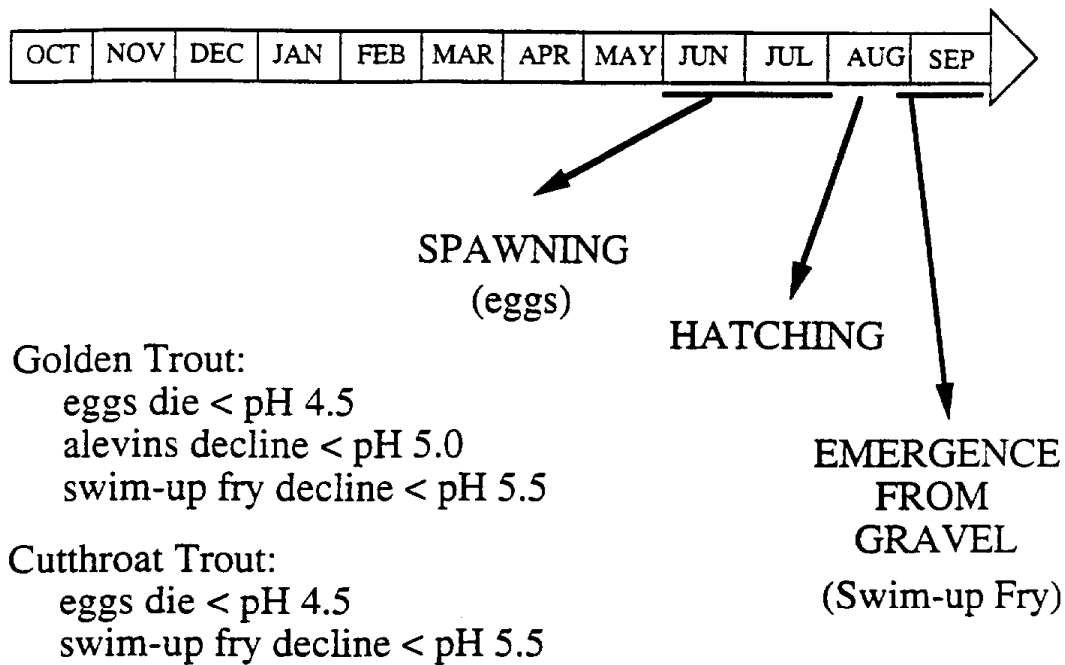 OCT NOV DEC JAN FEB MAR APR MAY JUN JUL AUG SEP
SPAWNING
(eggs)
HATCHING
EMERGENCE
FROM
GRAVEL
(Swim-up Fry)
Golden Trout:
eggs die < pH 4.5
alevins decline < pH 5.0
swim-up fry decline < pH 5.5
Cutthroat Trout:
eggs die < pH 4.5
swim-up fry decline < pH 5.5